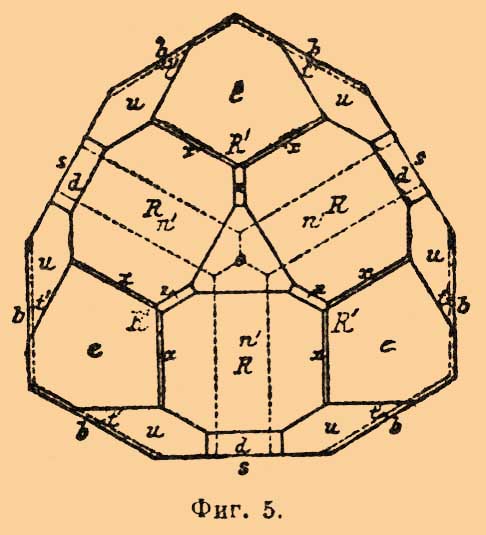 b b
t'
u e u
x R' x
s s
d d
R R
n' n'
u u
x x
x
t' t'
b R' R' b
n'
e x R x e
t' t'
b u u b
d
s
Фиг. 5.